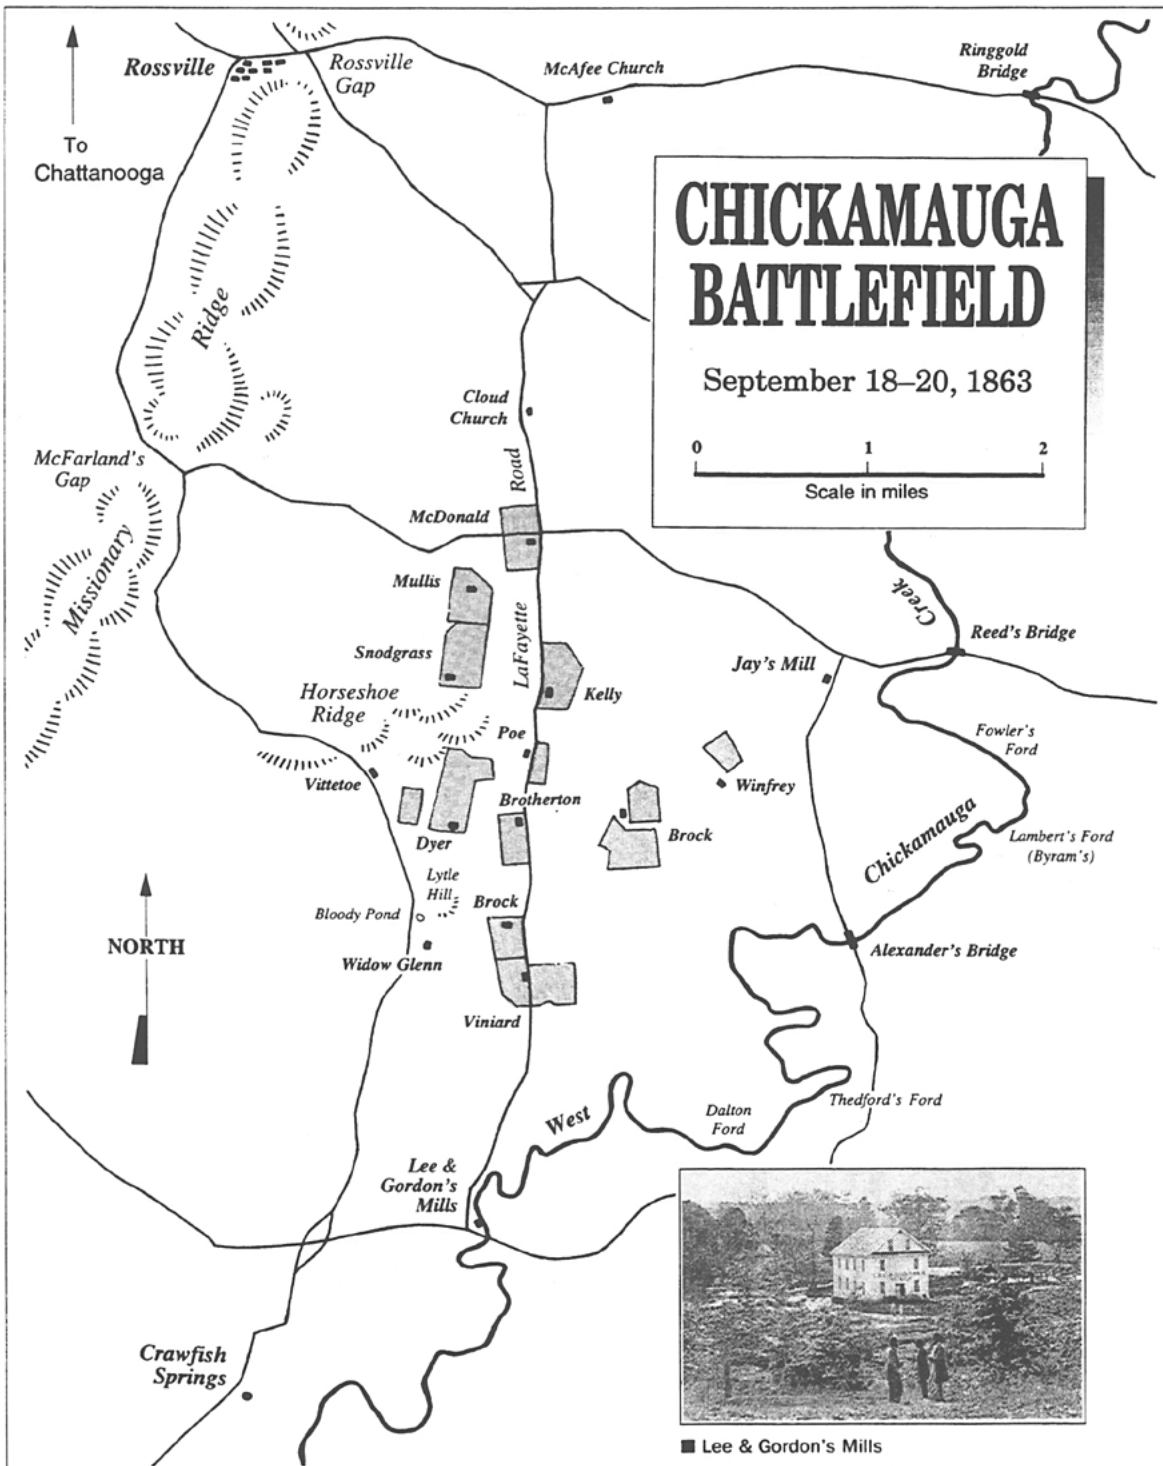 Rossville
Rossville
Gap
McAfee Church
Ringgold
Bridge
To
Chattanooga
CHICKAMAUGA
BATTLEFIELD
September 18–20, 1863
0 1 2
Scale in miles
Ridge
Cloud
Church
McFarland's
Gap
Road
McDonald
Missionary
Mullis
Creek
LaFayette
Snodgrass
Reed's Bridge
Jay's Mill
Horseshoe
Ridge
Kelly
Poe
Fowler's
Ford
Vittetoe
Winfrey
Brotherton
Dyer
Brock
Chickamauga
Lambert's Ford
(Byram's)
Lytle
Hill
Brock
Bloody Pond
NORTH
Widow Glenn
Alexander's Bridge
Viniard
Thedford's Ford
Dalton
Ford
West
Lee &
Gordon's
Mills
Crawfish
Springs
Lee & Gordon's Mills